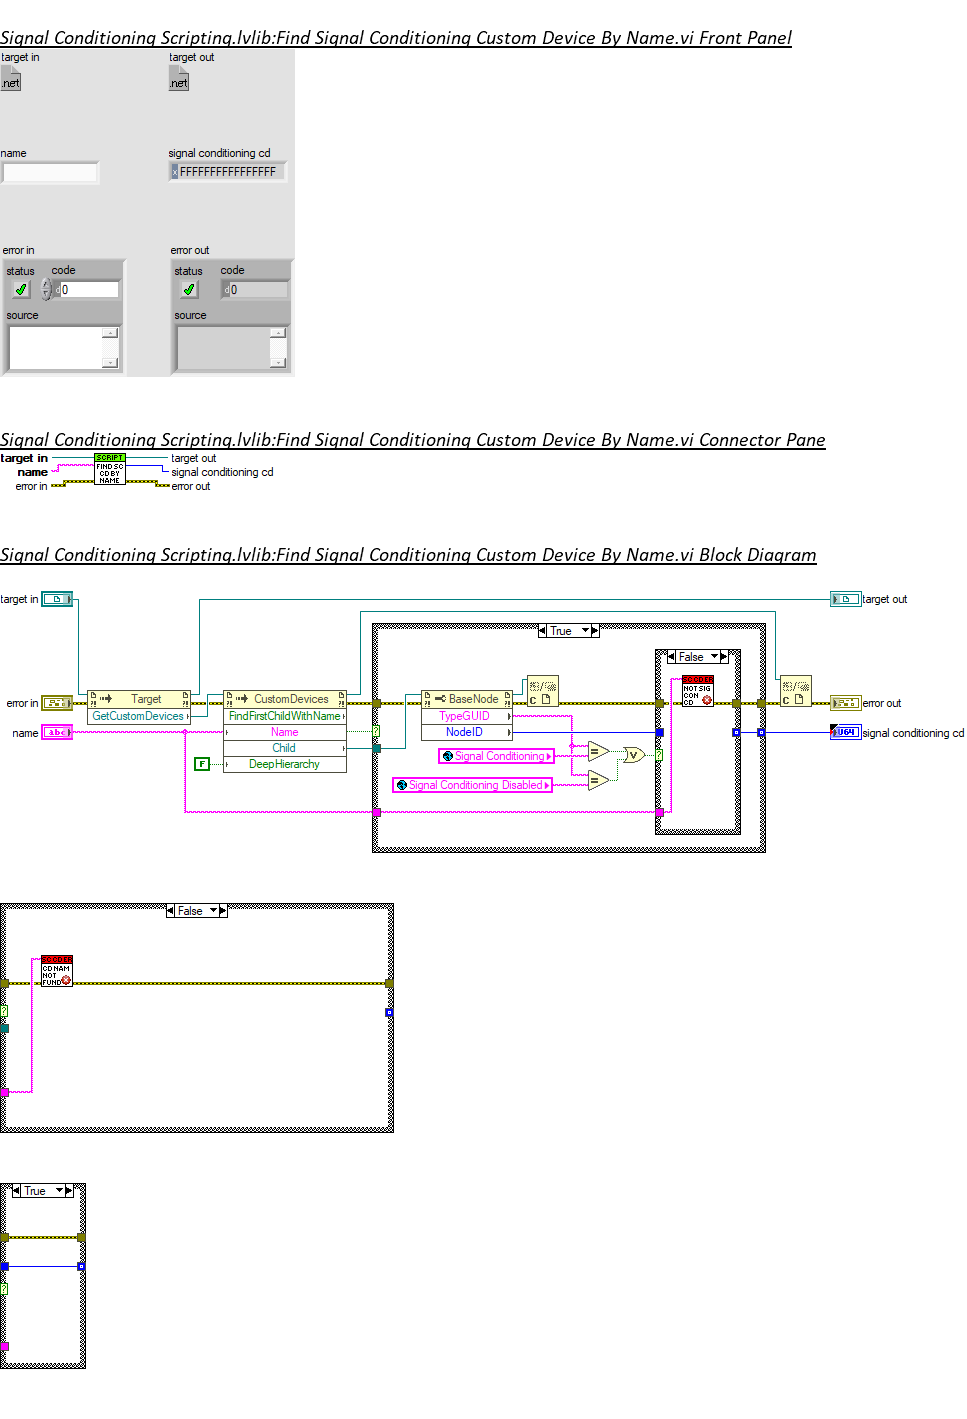 Signal Conditioning Scripting.lvlib:Find Signal Conditioning Custom Device By Name.vi Front Panel
target in target out
.net .net
name signal conditioning cd
x FFFFFFFFFFFFFFFF
error in error out
status code status code
d 0 d 0
source source
Signal Conditioning Scripting.lvlib:Find Signal Conditioning Custom Device By Name.vi Connector Pane
target in SCRIPT target out
name FIND SC CD BY NAME signal conditioning cd
error in error out
Signal Conditioning Scripting.lvlib:Find Signal Conditioning Custom Device By Name.vi Block Diagram
target in target out
True
False
Target CustomDevices BaseNode
GetCustomDevices FindFirstChildWithName TypeGUID
NOT SIG
CON
CD
error in error out
name abc Name NodeID U64 signal conditioning cd
Child
Signal Conditioning
F DeepHierarchy
Signal Conditioning Disabled
False
CD NAM
NOT
FUND
True